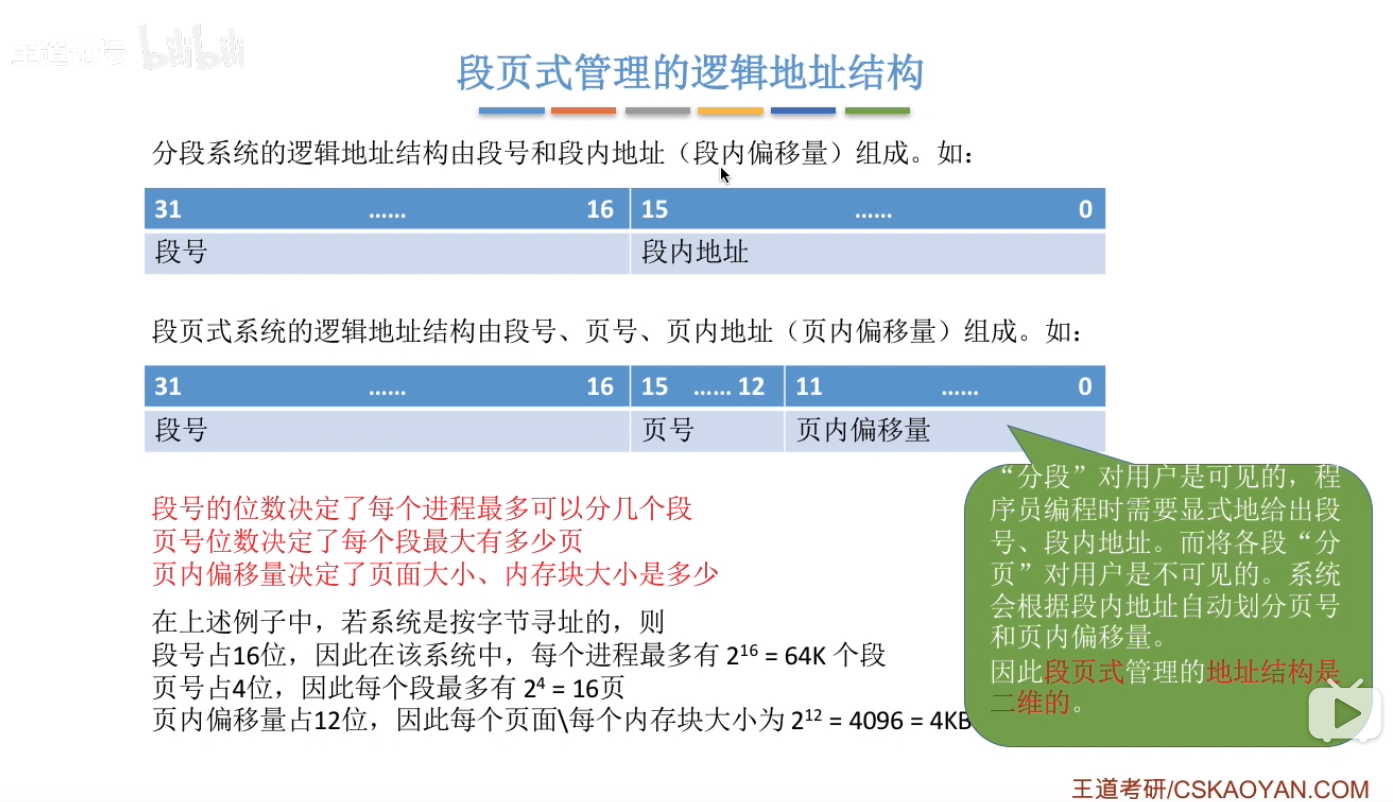 王道论坛 bilibili
段页式管理的逻辑地址结构
分段系统的逻辑地址结构由段号和段内地址（段内偏移量）组成。如：
31 …… 16 15 …… 0
段号 段内地址
段页式系统的逻辑地址结构由段号、页号、页内地址（页内偏移量）组成。如：
31 …… 16 15 …… 12 11 …… 0
段号 页号 页内偏移量
段号的位数决定了每个进程最多可以分几个段
页号位数决定了每个段最大有多少页
页内偏移量决定了页面大小、内存块大小是多少
在上述例子中，若系统是按字节寻址的，则
段号占16位，因此在该系统中，每个进程最多有 2¹⁶ = 64K 个段
页号占4位，因此每个段最多有 2⁴ = 16页
页内偏移量占12位，因此每个页面\每个内存块大小为 2¹² = 4096 = 4KB
“分段”对用户是可见的，程
序员编程时需要显式地给出段
号、段内地址。而将各段“分
页”对用户是不可见的。系统
会根据段内地址自动划分页号
和页内偏移量。
因此段页式管理的地址结构是
二维的。
王道考研/CSKAOYAN.COM